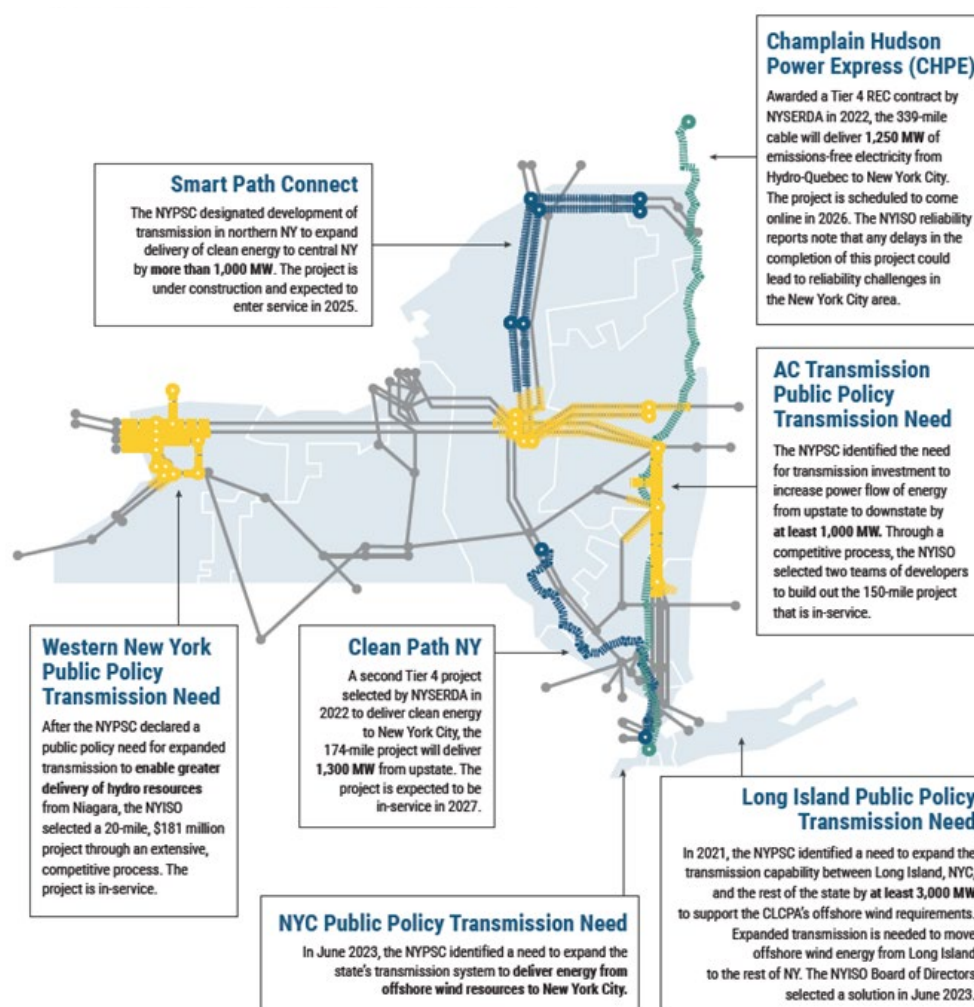 Champlain Hudson
Power Express (CHPE)
Awarded a Tier 4 REC contract by
NYSERDA in 2022, the 339-mile
cable will deliver 1,250 MW of
emissions-free electricity from
Hydro-Quebec to New York City.
The project is scheduled to come
online in 2026. The NYISO reliability
reports note that any delays in the
completion of this project could
lead to reliability challenges in
the New York City area.
Smart Path Connect
The NYPSC designated development of
transmission in northern NY to expand
delivery of clean energy to central NY
by more than 1,000 MW. The project is
under construction and expected to
enter service in 2025.
AC Transmission
Public Policy
Transmission Need
The NYPSC identified the need
for transmission investment to
increase power flow of energy
from upstate to downstate by
at least 1,000 MW. Through a
competitive process, the NYISO
selected two teams of developers
to build out the 150-mile project
that is in-service.
Western New York
Public Policy
Transmission Need
After the NYPSC declared a
public policy need for expanded
transmission to enable greater
delivery of hydro resources
from Niagara, the NYISO
selected a 20-mile, $181 million
project through an extensive,
competitive process. The
project is in-service.
Clean Path NY
A second Tier 4 project
selected by NYSERDA in
2022 to deliver clean energy
to New York City, the
174-mile project will deliver
1,300 MW from upstate. The
project is expected to be
in-service in 2027.
Long Island Public Policy
Transmission Need
In 2021, the NYPSC identified a need to expand the
transmission capability between Long Island, NYC,
and the rest of the state by at least 3,000 MW
to support the CLCPA's offshore wind requirements.
Expanded transmission is needed to move
offshore wind energy from Long Island
to the rest of NY. The NYISO Board of Directors
selected a solution in June 2023.
NYC Public Policy Transmission Need
In June 2023, the NYPSC identified a need to expand the
state's transmission system to deliver energy from
offshore wind resources to New York City.